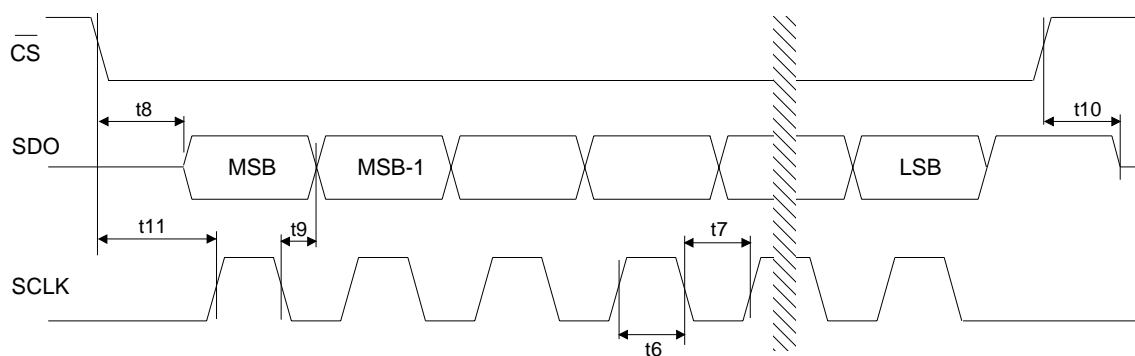 CS
t8
t10
SDO
MSB
MSB-1
LSB
t11
t9
t7
SCLK
t6